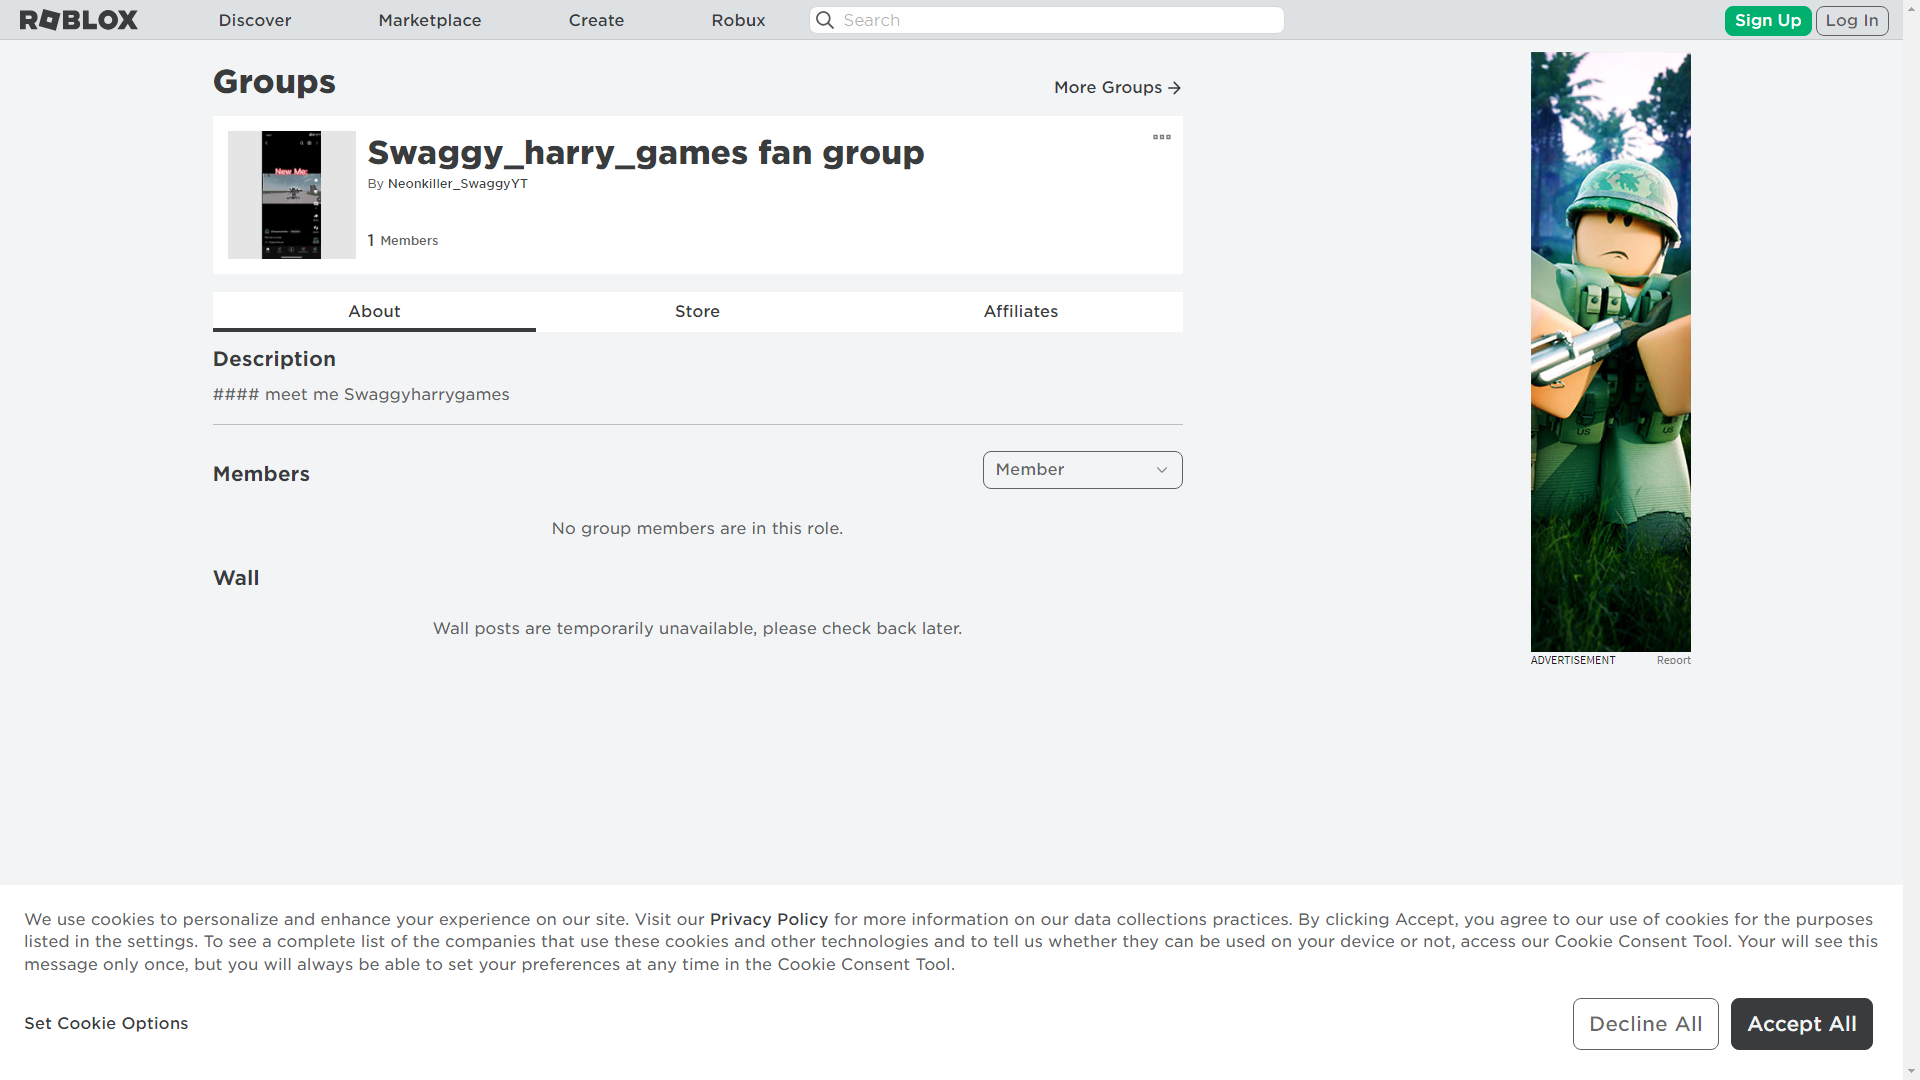 ROBLOX
Discover
Marketplace
Create
Robux
Search
Sign Up
Log In
Groups
More Groups
New Me:
Swaggy_harry_games fan group
By Neonkiller_SwaggyYT
1 Members
About
Store
Affiliates
Description
#### meet me Swaggyharrygames
Members
Member
No group members are in this role.
Wall
Wall posts are temporarily unavailable, please check back later.
US
US
ADVERTISEMENT
Report
We use cookies to personalize and enhance your experience on our site. Visit our Privacy Policy for more information on our data collections practices. By clicking Accept, you agree to our use of cookies for the purposes
listed in the settings. To see a complete list of the companies that use these cookies and other technologies and to tell us whether they can be used on your device or not, access our Cookie Consent Tool. Your will see this
message only once, but you will always be able to set your preferences at any time in the Cookie Consent Tool.
Set Cookie Options
Decline All
Accept All